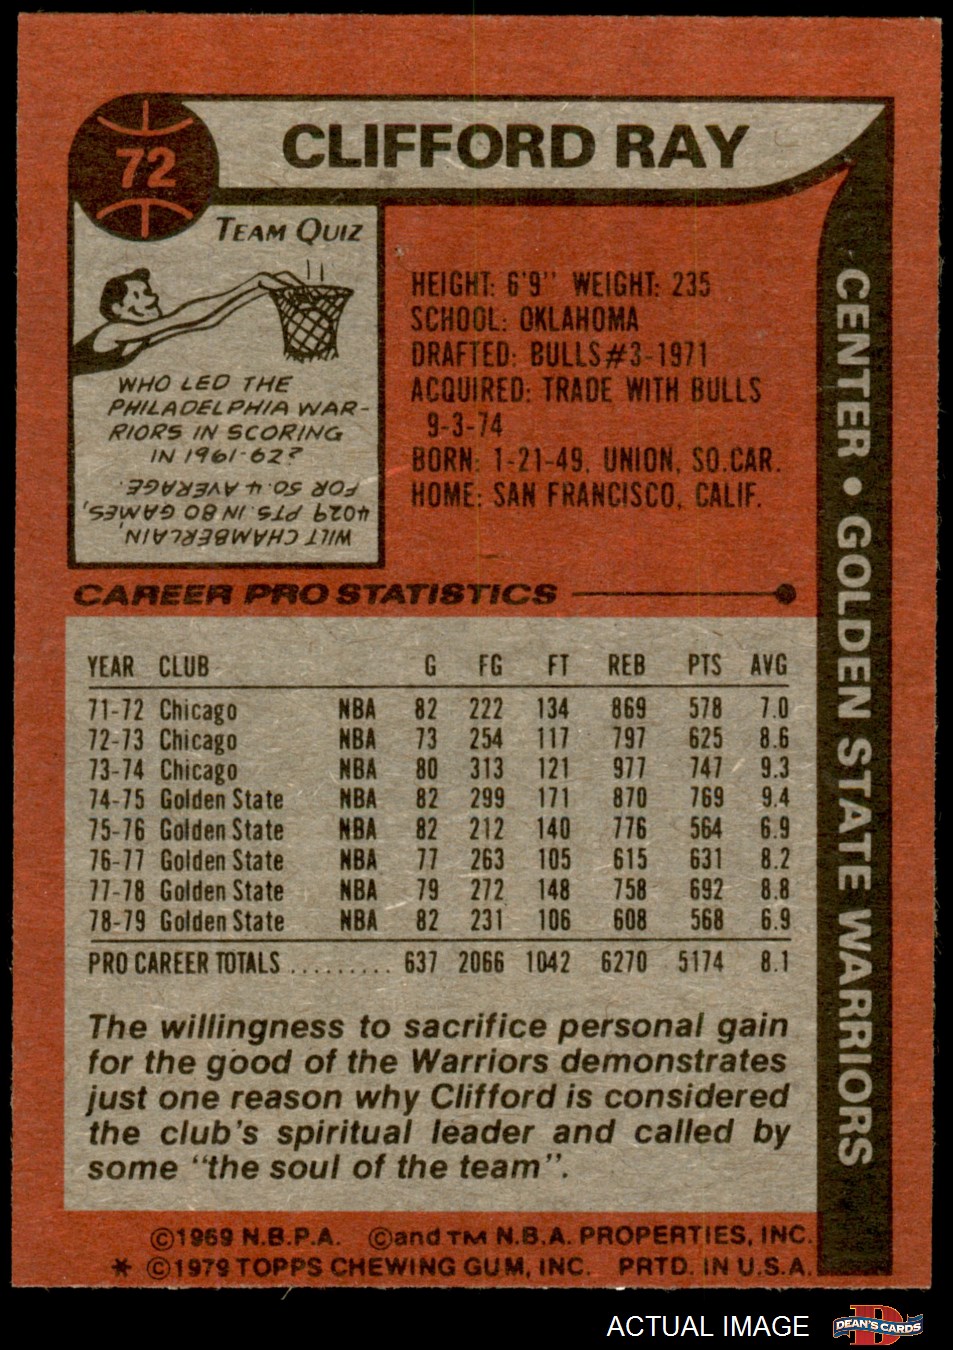 72
CLIFFORD RAY
TEAM QUIZ
WHO LED THE
PHILADELPHIA WAR-
RIORS IN SCORING
IN 1961-62?
WILT CHAMBERLAIN,
4029 PTS. IN 80 GAMES,
FOR 50.4 AVERAGE.
HEIGHT: 6'9" WEIGHT: 235
SCHOOL: OKLAHOMA
DRAFTED: BULLS#3-1971
ACQUIRED: TRADE WITH BULLS
9-3-74
BORN: 1-21-49, UNION, SO.CAR.
HOME: SAN FRANCISCO, CALIF.
CENTER • GOLDEN STATE WARRIORS
CAREER PRO STATISTICS
YEAR CLUB G FG FT REB PTS AVG
71-72 Chicago NBA 82 222 134 869 578 7.0
72-73 Chicago NBA 73 254 117 797 625 8.6
73-74 Chicago NBA 80 313 121 977 747 9.3
74-75 Golden State NBA 82 299 171 870 769 9.4
75-76 Golden State NBA 82 212 140 776 564 6.9
76-77 Golden State NBA 77 263 105 615 631 8.2
77-78 Golden State NBA 79 272 148 758 692 8.8
78-79 Golden State NBA 82 231 106 608 568 6.9
PRO CAREER TOTALS .......... 637 2066 1042 6270 5174 8.1
The willingness to sacrifice personal gain
for the good of the Warriors demonstrates
just one reason why Clifford is considered
the club's spiritual leader and called by
some "the soul of the team".
©1969 N.B.P.A. ©and TM N.B.A. PROPERTIES, INC.
* ©1979 TOPPS CHEWING GUM, INC. PRTD. IN U.S.A.
ACTUAL IMAGE
D
DEAN'S CARDS